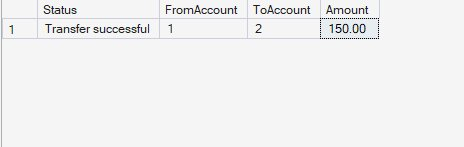 Status FromAccount ToAccount Amount
1 Transfer successful 1 2 150.00